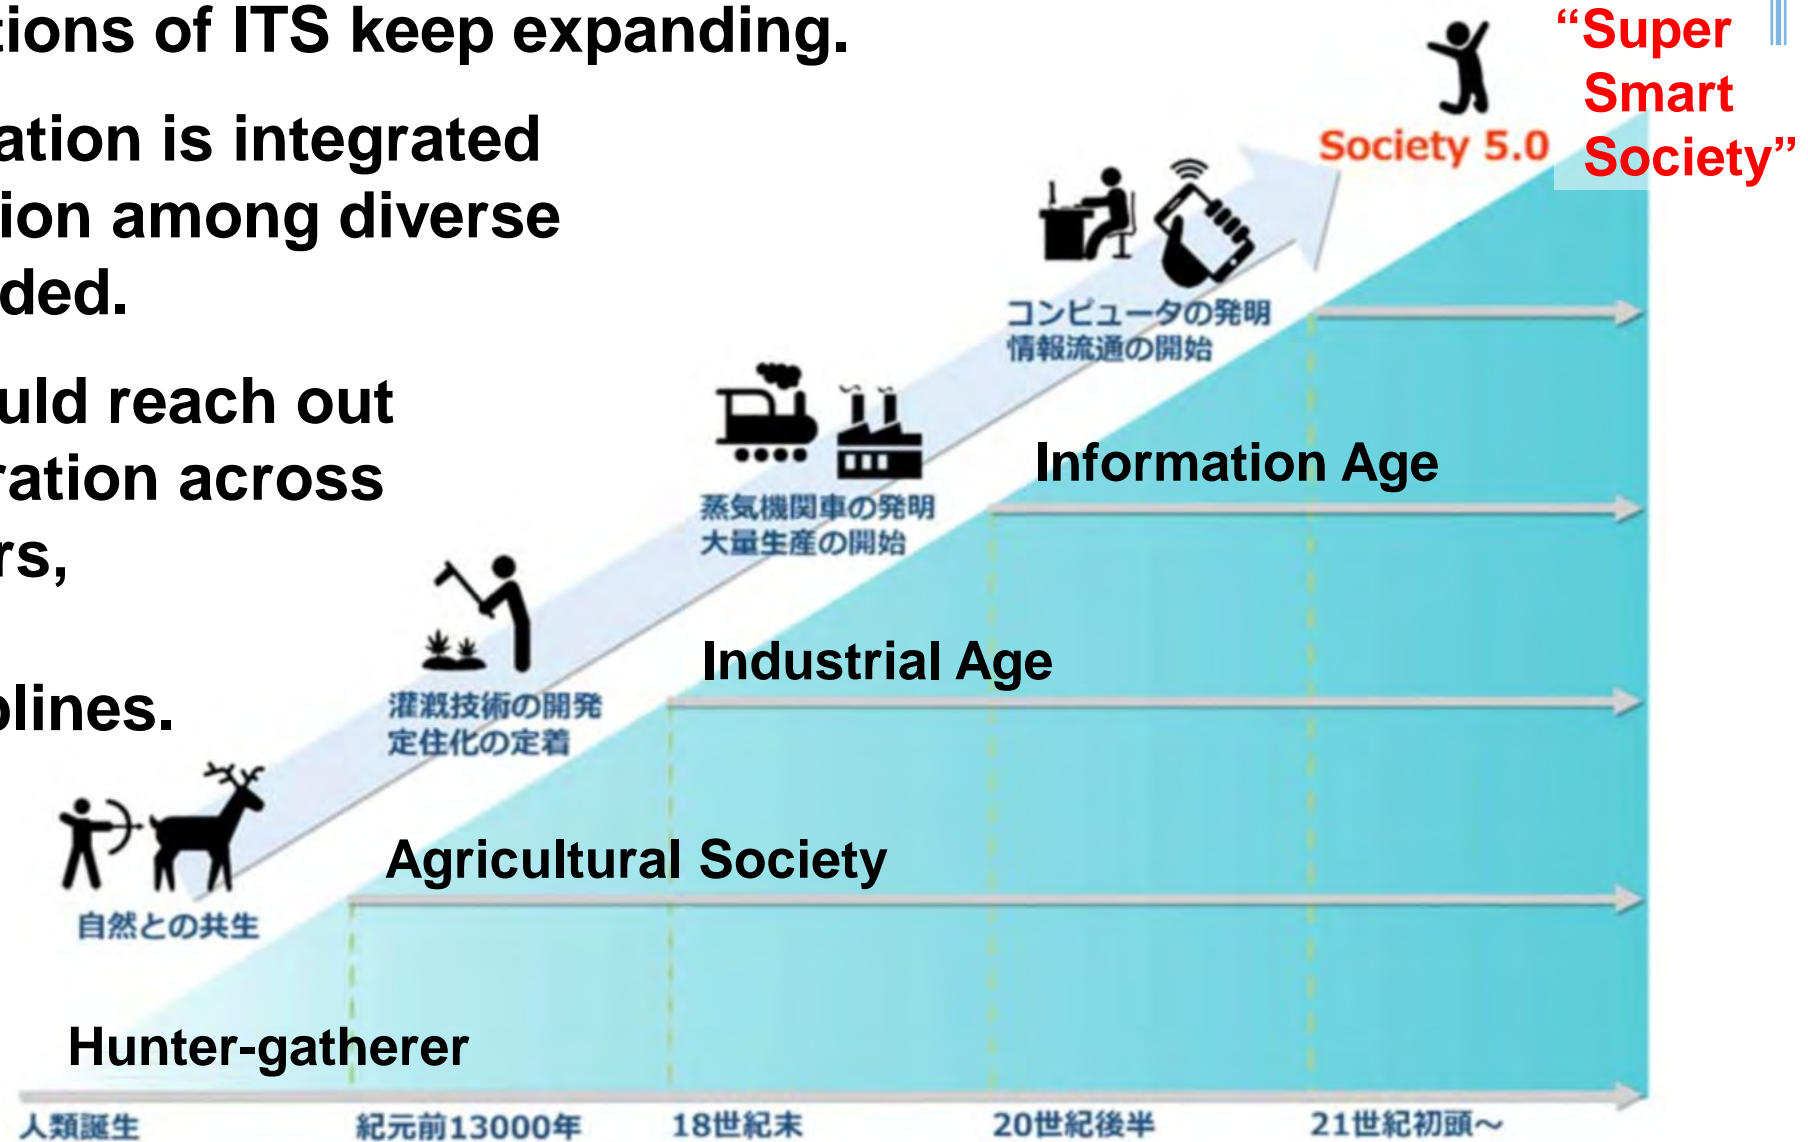 tions of ITS keep expanding.
ation is integrated
tion among diverse
ded.
uld reach out
ration across
rs,
plines.
“Super
Smart
Society”
Society 5.0
コンピュータの発明
情報流通の開始
Information Age
蒸気機関車の発明
大量生産の開始
Industrial Age
灌漑技術の開発
定住化の定着
Agricultural Society
自然との共生
Hunter-gatherer
人類誕生
紀元前13000年
18世紀末
20世紀後半
21世紀初頭～